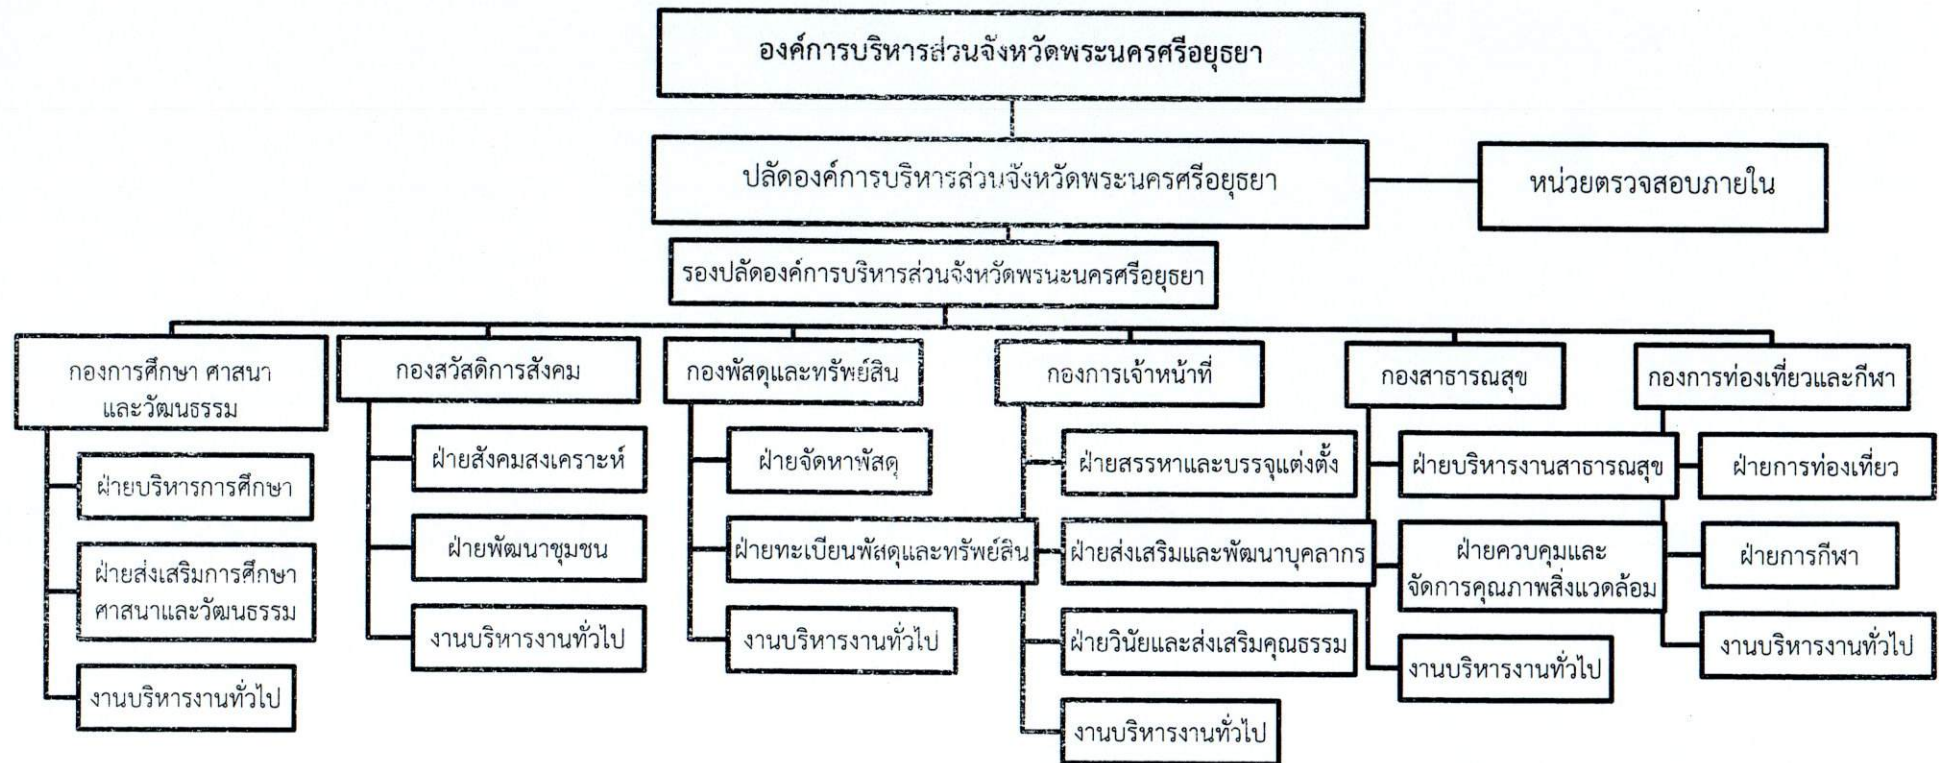 องค์การบริหารส่วนจังหวัดพระนครศรีอยุธยา
ปลัดองค์การบริหารส่วนจังหวัดพระนครศรีอยุธยา
หน่วยตรวจสอบภายใน
รองปลัดองค์การบริหารส่วนจังหวัดพรนะนครศรีอยุธยา
กองการศึกษา ศาสนา
และวัฒนธรรม
ฝ่ายบริหารการศึกษา
ฝ่ายส่งเสริมการศึกษา
ศาสนาและวัฒนธรรม
งานบริหารงานทั่วไป
กองสวัสดิการสังคม
ฝ่ายสังคมสงเคราะห์
ฝ่ายพัฒนาชุมชน
งานบริหารงานทั่วไป
กองพัสดุและทรัพย์สิน
ฝ่ายจัดหาพัสดุ
ฝ่ายทะเบียนพัสดุและทรัพย์สิน
งานบริหารงานทั่วไป
กองการเจ้าหน้าที่
ฝ่ายสรรหาและบรรจุแต่งตั้ง
ฝ่ายส่งเสริมและพัฒนาบุคลากร
ฝ่ายวินัยและส่งเสริมคุณธรรม
งานบริหารงานทั่วไป
กองสาธารณสุข
ฝ่ายบริหารงานสาธารณสุข
ฝ่ายควบคุมและ
จัดการคุณภาพสิ่งแวดล้อม
งานบริหารงานทั่วไป
กองการท่องเที่ยวและกีฬา
ฝ่ายการท่องเที่ยว
ฝ่ายการกีฬา
งานบริหารงานทั่วไป